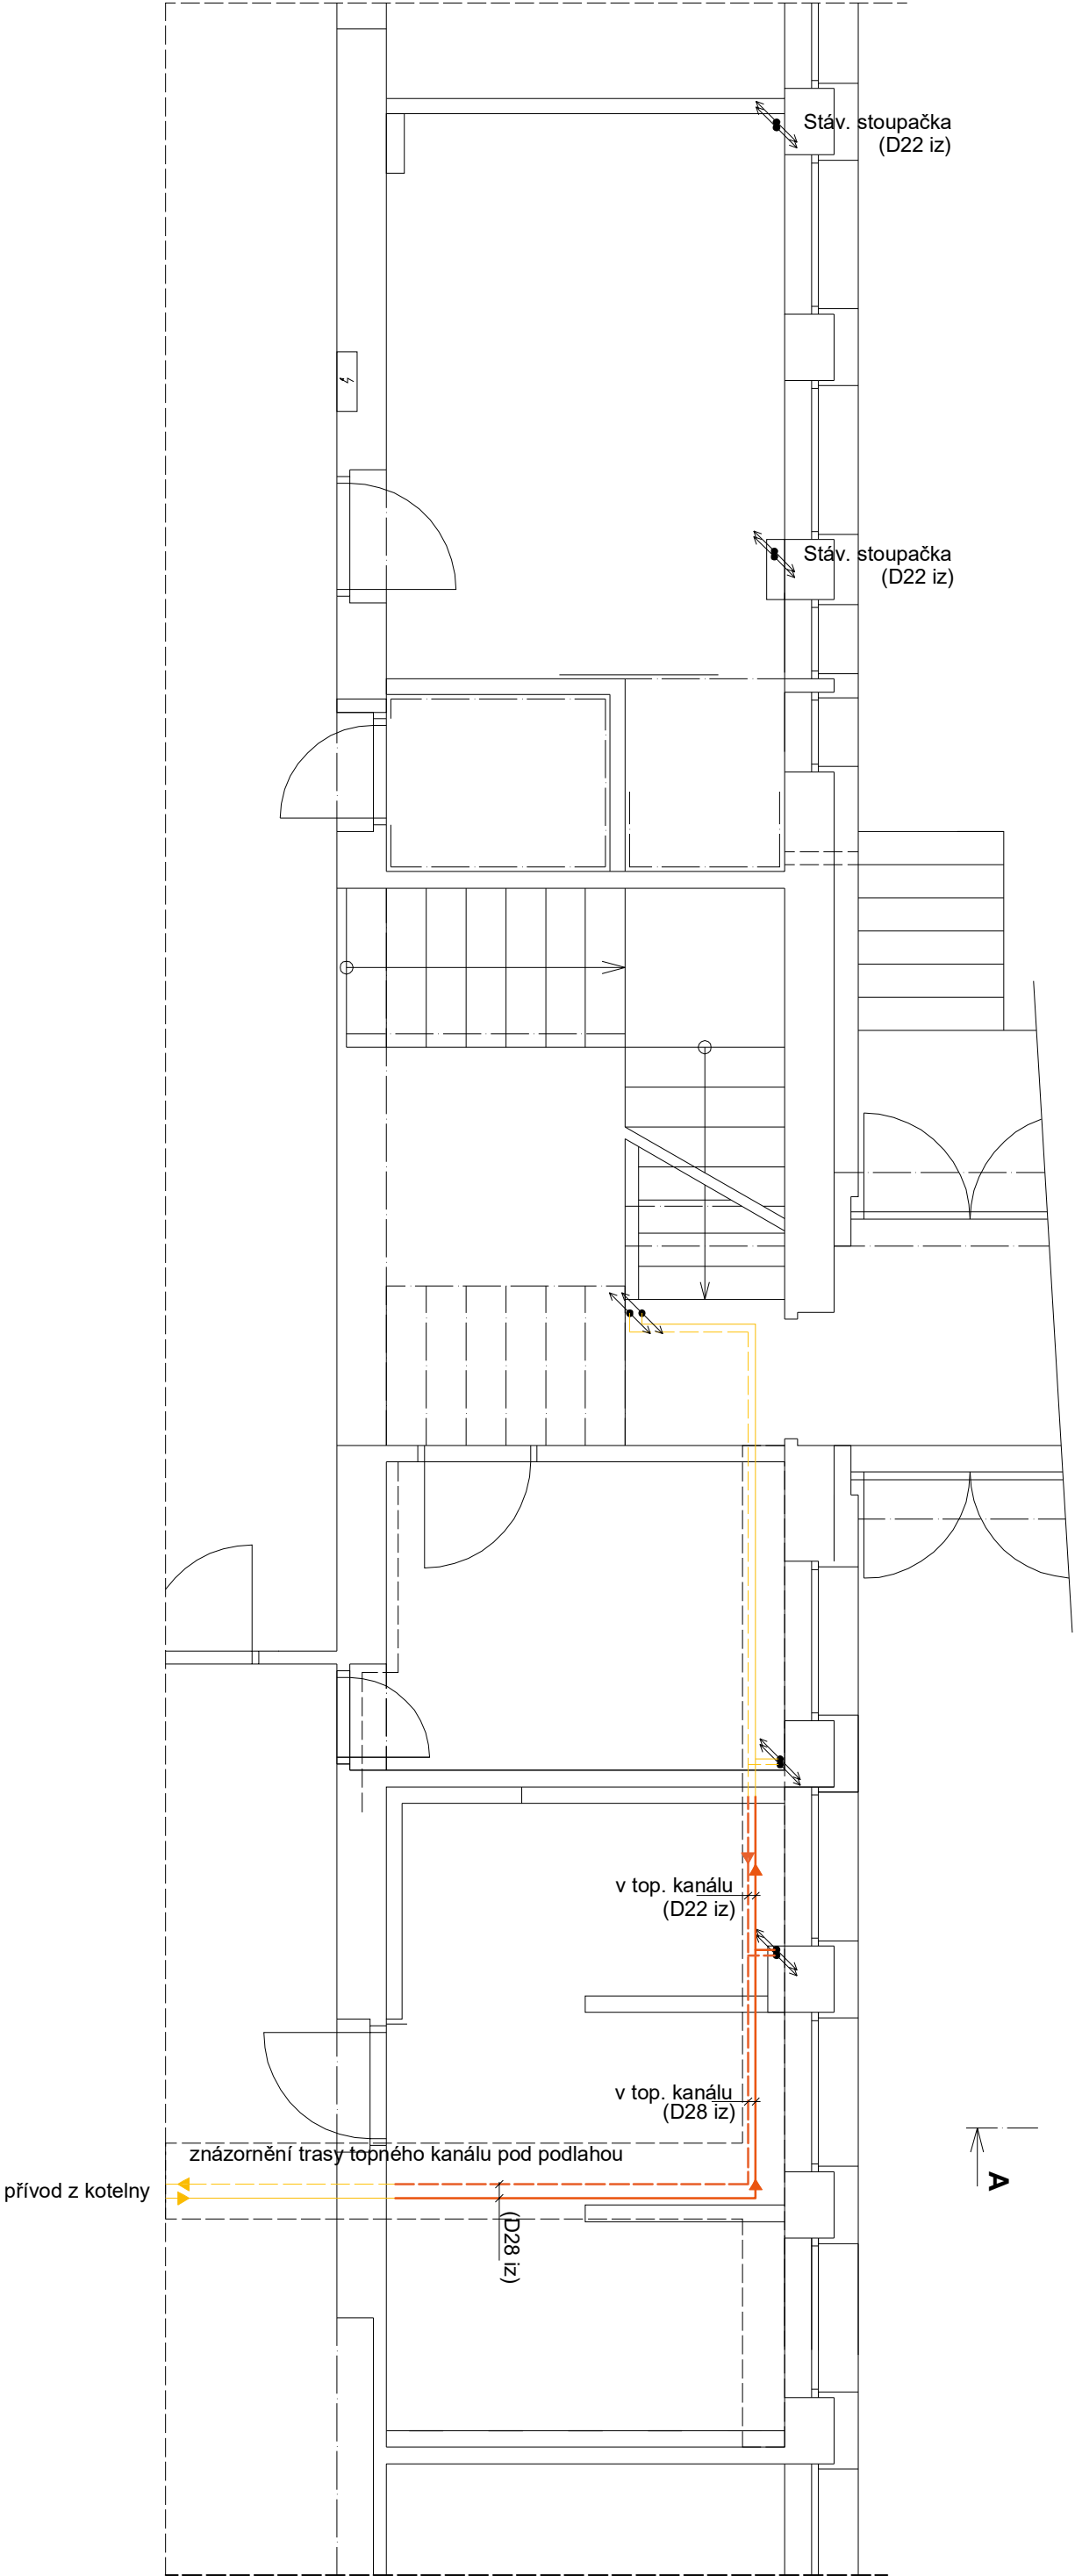 Stáv. stoupačka
(D22 iz)
Stáv. stoupačka
(D22 iz)
v top. kanálu
(D22 iz)
v top. kanálu
(D28 iz)
znázornění trasy topného kanálu pod podlahou
přívod z kotelny
A
(D28 iz)